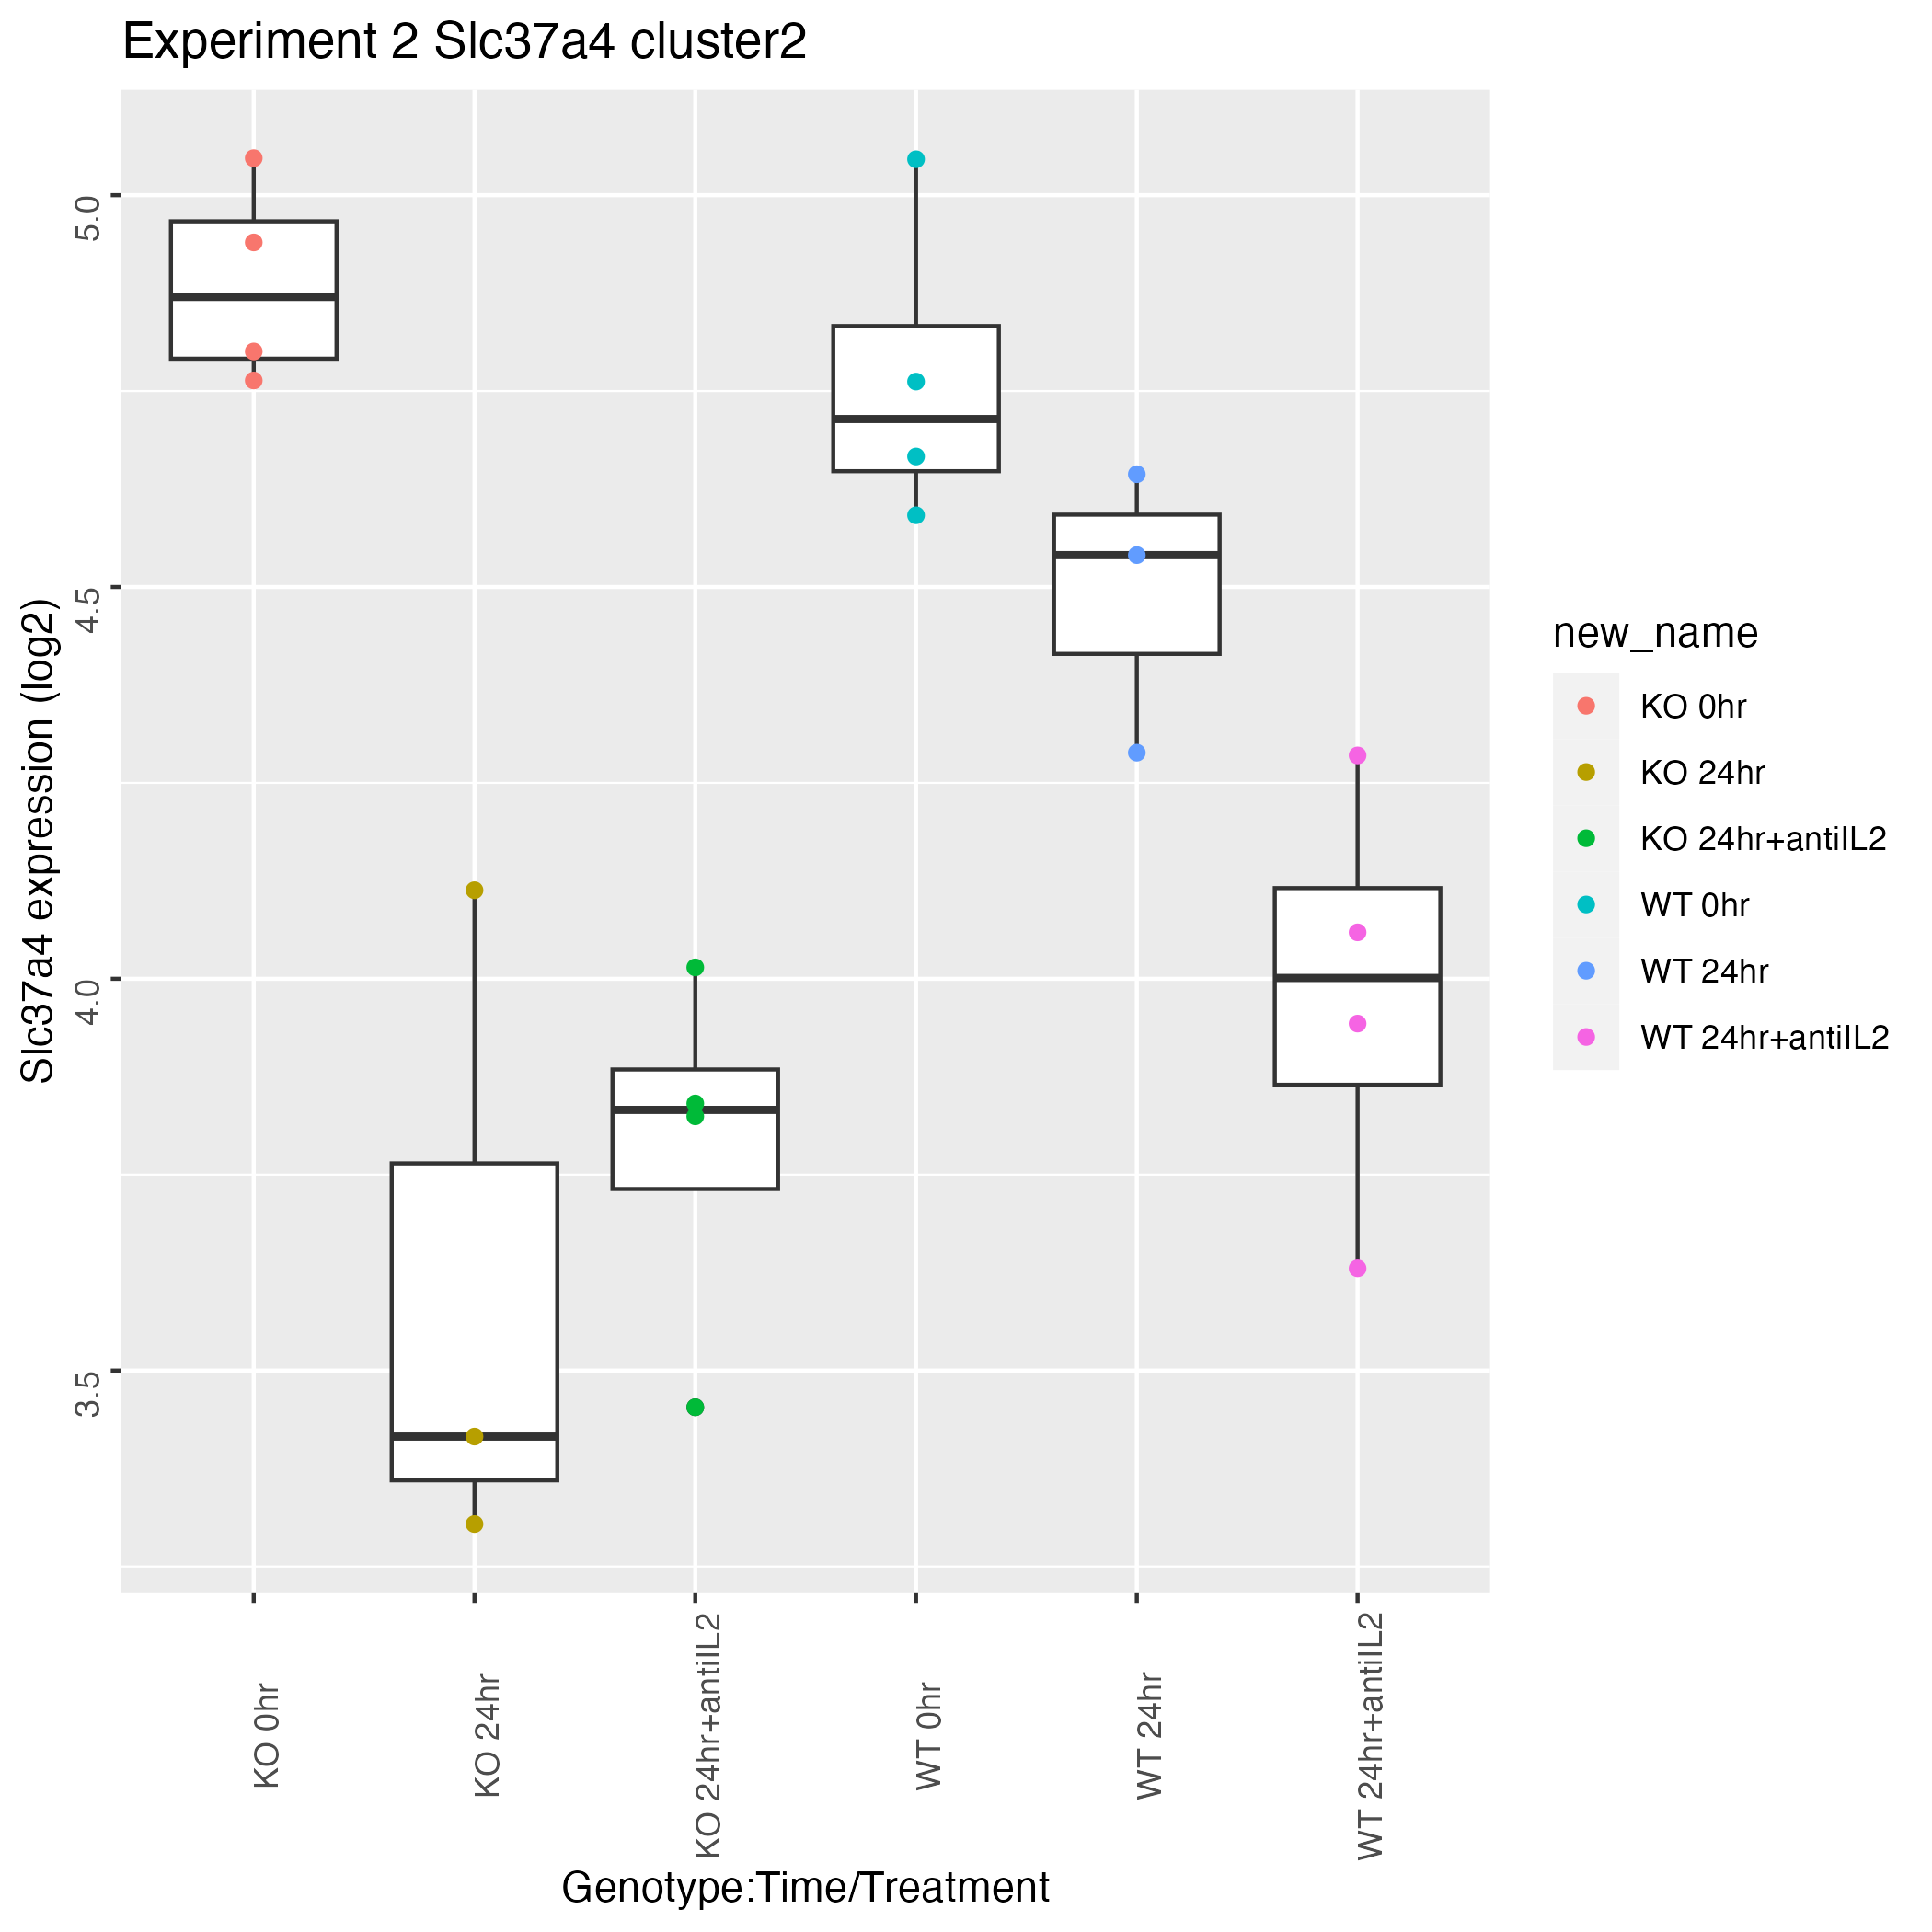 Experiment 2 Slc37a4 cluster2
Slc37a4 expression (log2)
5.0
4.5
4.0
3.5
KO 0hr
KO 24hr
KO 24hr+antiIL2
WT 0hr
WT 24hr
WT 24hr+antiIL2
Genotype:Time/Treatment
new_name
KO 0hr
KO 24hr
KO 24hr+antiIL2
WT 0hr
WT 24hr
WT 24hr+antiIL2